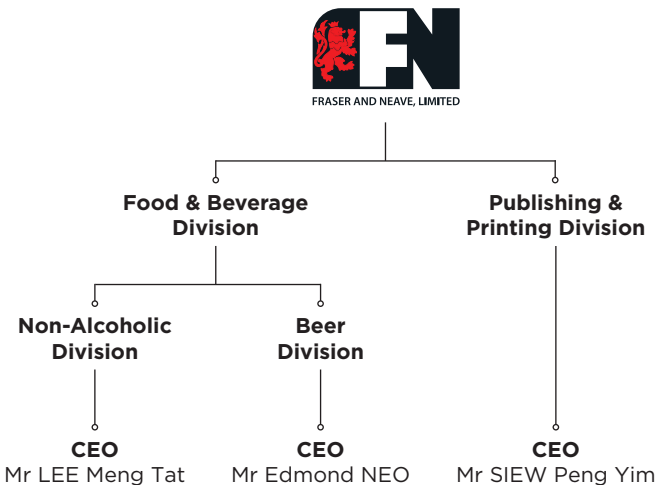 FN
FRASER AND NEAVE, LIMITED
Food & Beverage
Division
Publishing &
Printing Division
Non-Alcoholic
Division
Beer
Division
CEO
Mr LEE Meng Tat
CEO
Mr Edmond NEO
CEO
Mr SIEW Peng Yim